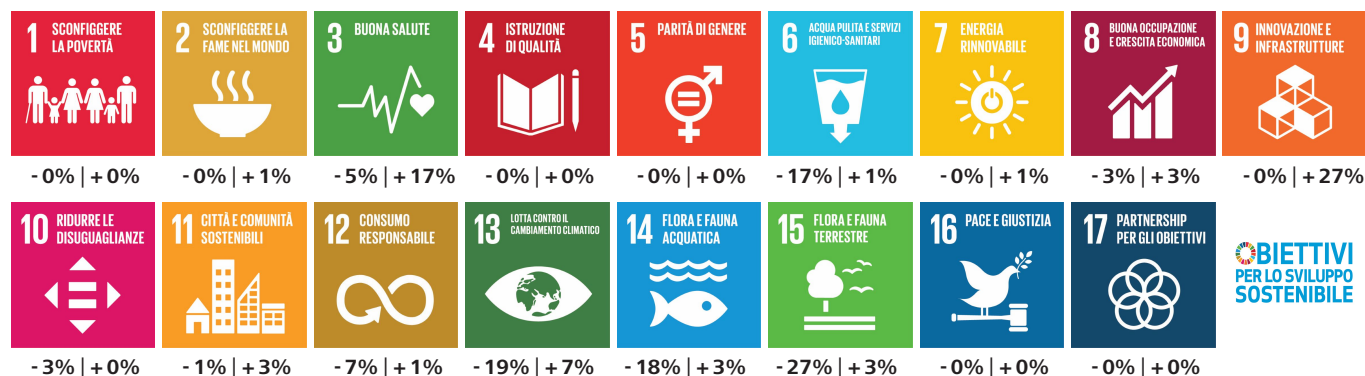 1 SCONFIGGERE
LA POVERTÀ
2 SCONFIGGERE LA
FAME NEL MONDO
3 BUONA SALUTE
4 ISTRUZIONE
DI QUALITÀ
5 PARITÀ DI GENERE
6 ACQUA PULITA E SERVIZI
IGIENICO-SANITARI
7 ENERGIA
RINNOVABILE
8 BUONA OCCUPAZIONE
E CRESCITA ECONOMICA
9 INNOVAZIONE E
INFRASTRUTTURE
- 0% | + 0%
- 0% | + 1%
- 5% | + 17%
- 0% | + 0%
- 0% | + 0%
- 17% | + 1%
- 0% | + 1%
- 3% | + 3%
- 0% | + 27%
10 RIDURRE LE
DISUGUAGLIANZE
11 CITTÀ E COMUNITÀ
SOSTENIBILI
12 CONSUMO
RESPONSABILE
13 LOTTA CONTRO IL
CAMBIAMENTO CLIMATICO
14 FLORA E FAUNA
ACQUATICA
15 FLORA E FAUNA
TERRESTRE
16 PACE E GIUSTIZIA
17 PARTNERSHIP
PER GLI OBIETTIVI
OBIETTIVI
PER LO SVILUPPO
SOSTENIBILE
- 3% | + 0%
- 1% | + 3%
- 7% | + 1%
- 19% | + 7%
- 18% | + 3%
- 27% | + 3%
- 0% | + 0%
- 0% | + 0%